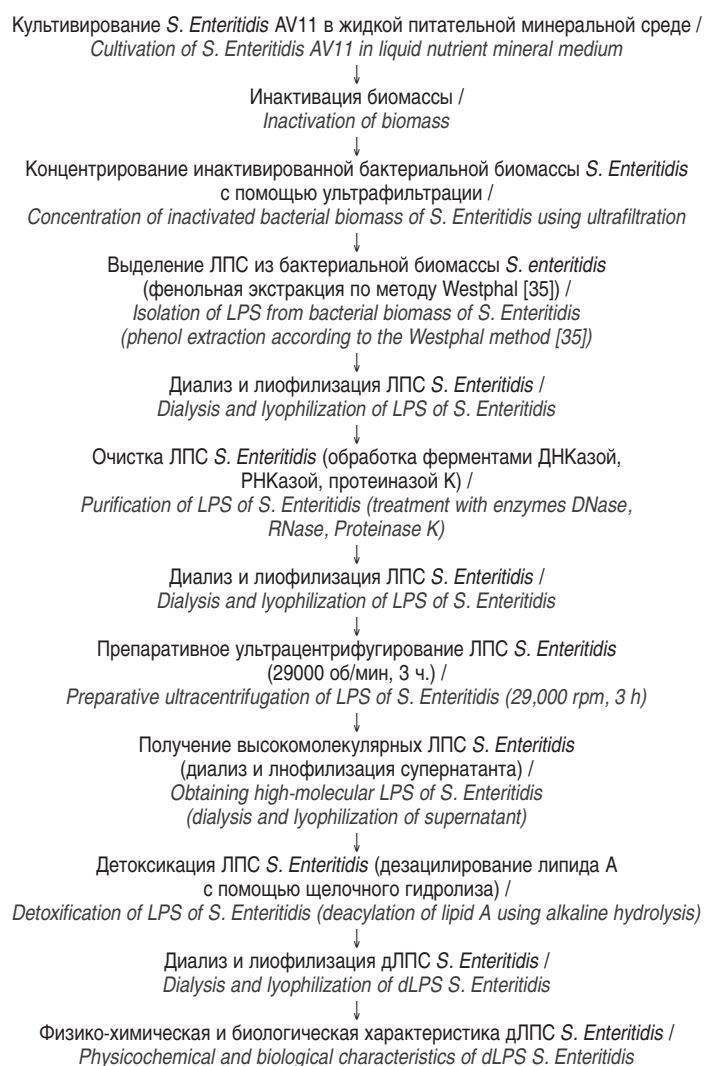 Культивирование S. Enteritidis AV11 в жидкой питательной минеральной среде /
Cultivation of S. Enteritidis AV11 in liquid nutrient mineral medium
↓
Инактивация биомассы /
Inactivation of biomass
↓
Концентрирование инактивированной бактериальной биомассы S. Enteritidis
с помощью ультрафильтрации /
Concentration of inactivated bacterial biomass of S. Enteritidis using ultrafiltration
↓
Выделение ЛПС из бактериальной биомассы S. enteritidis
(фенольная экстракция по методу Westphal [35]) /
Isolation of LPS from bacterial biomass of S. Enteritidis
(phenol extraction according to the Westphal method [35])
↓
Диализ и лиофилизация ЛПС S. Enteritidis /
Dialysis and lyophilization of LPS of S. Enteritidis
↓
Очистка ЛПС S. Enteritidis (обработка ферментами ДНКазой,
РНКазой, протеиназой К) /
Purification of LPS of S. Enteritidis (treatment with enzymes DNase,
RNase, Proteinase K)
↓
Диализ и лиофилизация ЛПС S. Enteritidis /
Dialysis and lyophilization of LPS of S. Enteritidis
↓
Препаративное ультрацентрифугирование ЛПС S. Enteritidis
(29000 об/мин, 3 ч.) /
Preparative ultracentrifugation of LPS of S. Enteritidis (29,000 rpm, 3 h)
↓
Получение высокомолекулярных ЛПС S. Enteritidis
(диализ и лнофилизация супернатанта) /
Obtaining high-molecular LPS of S. Enteritidis
(dialysis and lyophilization of supernatant)
↓
Детоксикация ЛПС S. Enteritidis (дезацилирование липида А
с помощью щелочного гидролиза) /
Detoxification of LPS of S. Enteritidis (deacylation of lipid A using alkaline hydrolysis)
↓
Диализ и лиофилизация дЛПС S. Enteritidis /
Dialysis and lyophilization of dLPS S. Enteritidis
↓
Физико-химическая и биологическая характеристика дЛПС S. Enteritidis /
Physicochemical and biological characteristics of dLPS S. Enteritidis